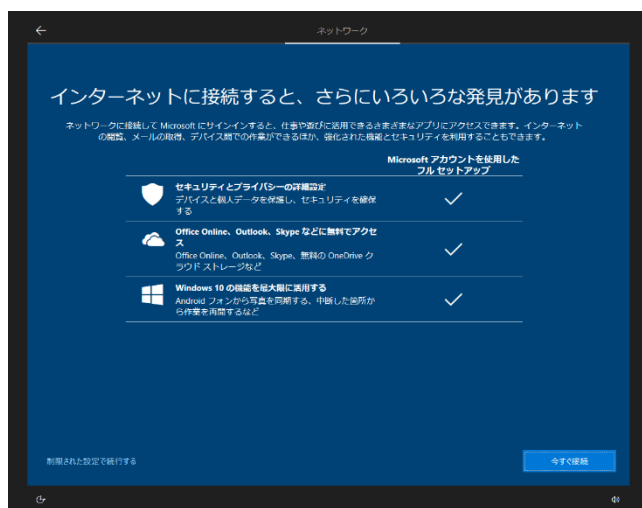 ネットワーク
インターネットに接続すると、さらにいろいろな発見があります
ネットワークに接続して Microsoft にサインインすると、仕事や遊びに活用できるさまざまなアプリにアクセスできます。インターネット
の閲覧、メールの取得、デバイス間での作業ができるほか、強化された機能とセキュリティを利用することもできます。
Microsoft アカウントを使用した
フル セットアップ
セキュリティとプライバシーの詳細設定
デバイスと個人データを保護し、セキュリティを確保
する
Office Online、Outlook、Skype などに無料でアクセ
ス
Office Online、Outlook、Skype、無料の OneDrive ク
ラウド ストレージなど
Windows 10 の機能を最大限に活用する
Android フォンから写真を同期する、中断した箇所か
ら作業を再開するなど
制限された設定で続行する
今すぐ接続